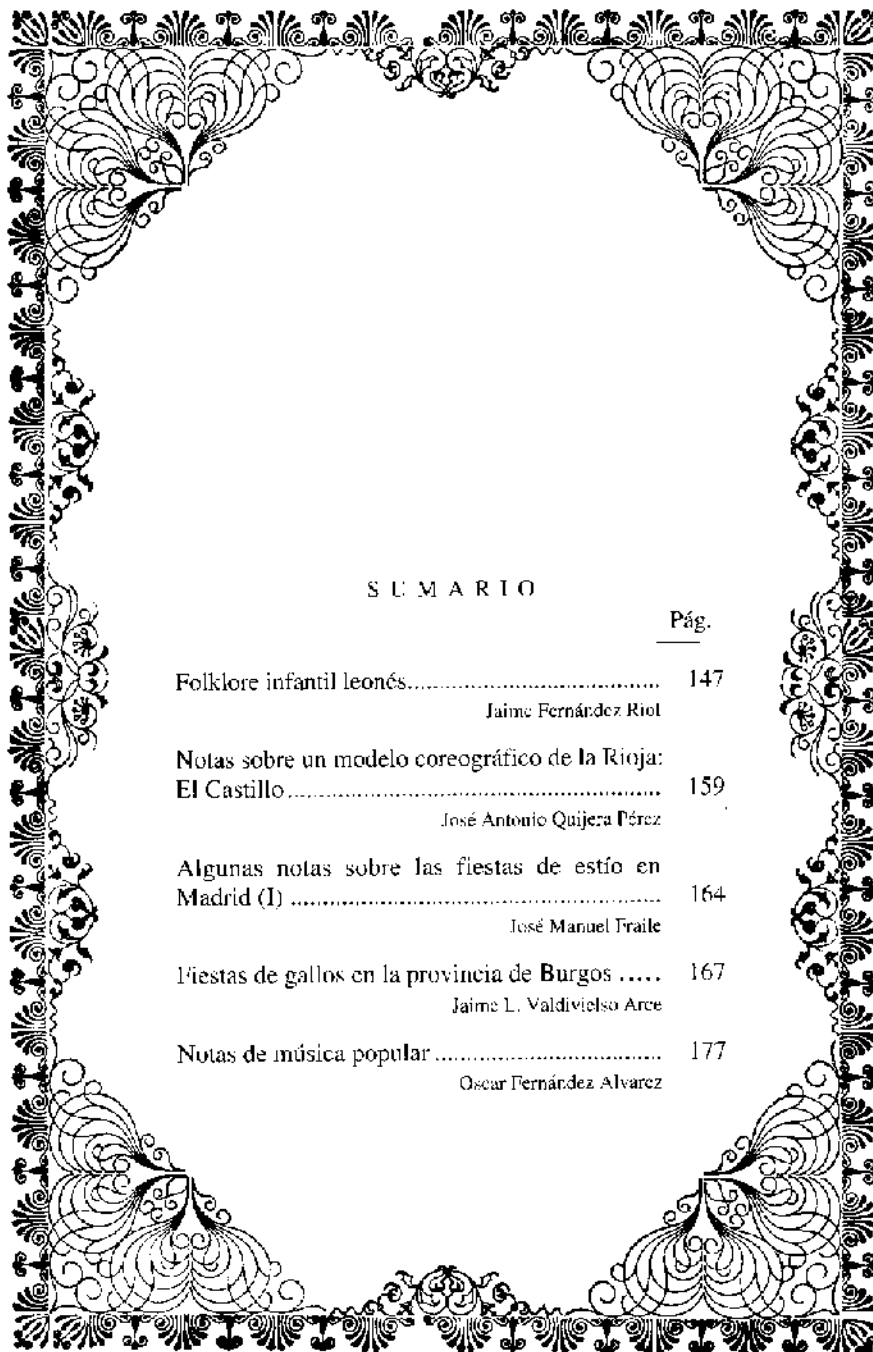 SUMARIO
Pág.
Folklore infantil leonés..................................... 147
Jaime Fernández Riol
Notas sobre un modelo coreográfico de la Rioja:
El Castillo ...................................................... 159
José Antonio Quijera Pérez
Algunas notas sobre las fiestas de estío en
Madrid (I) ...................................................... 164
José Manuel Fraile
Fiestas de gallos en la provincia de Burgos ..... 167
Jaime L. Valdivielso Arce
Notas de música popular ................................. 177
Oscar Fernández Alvarez